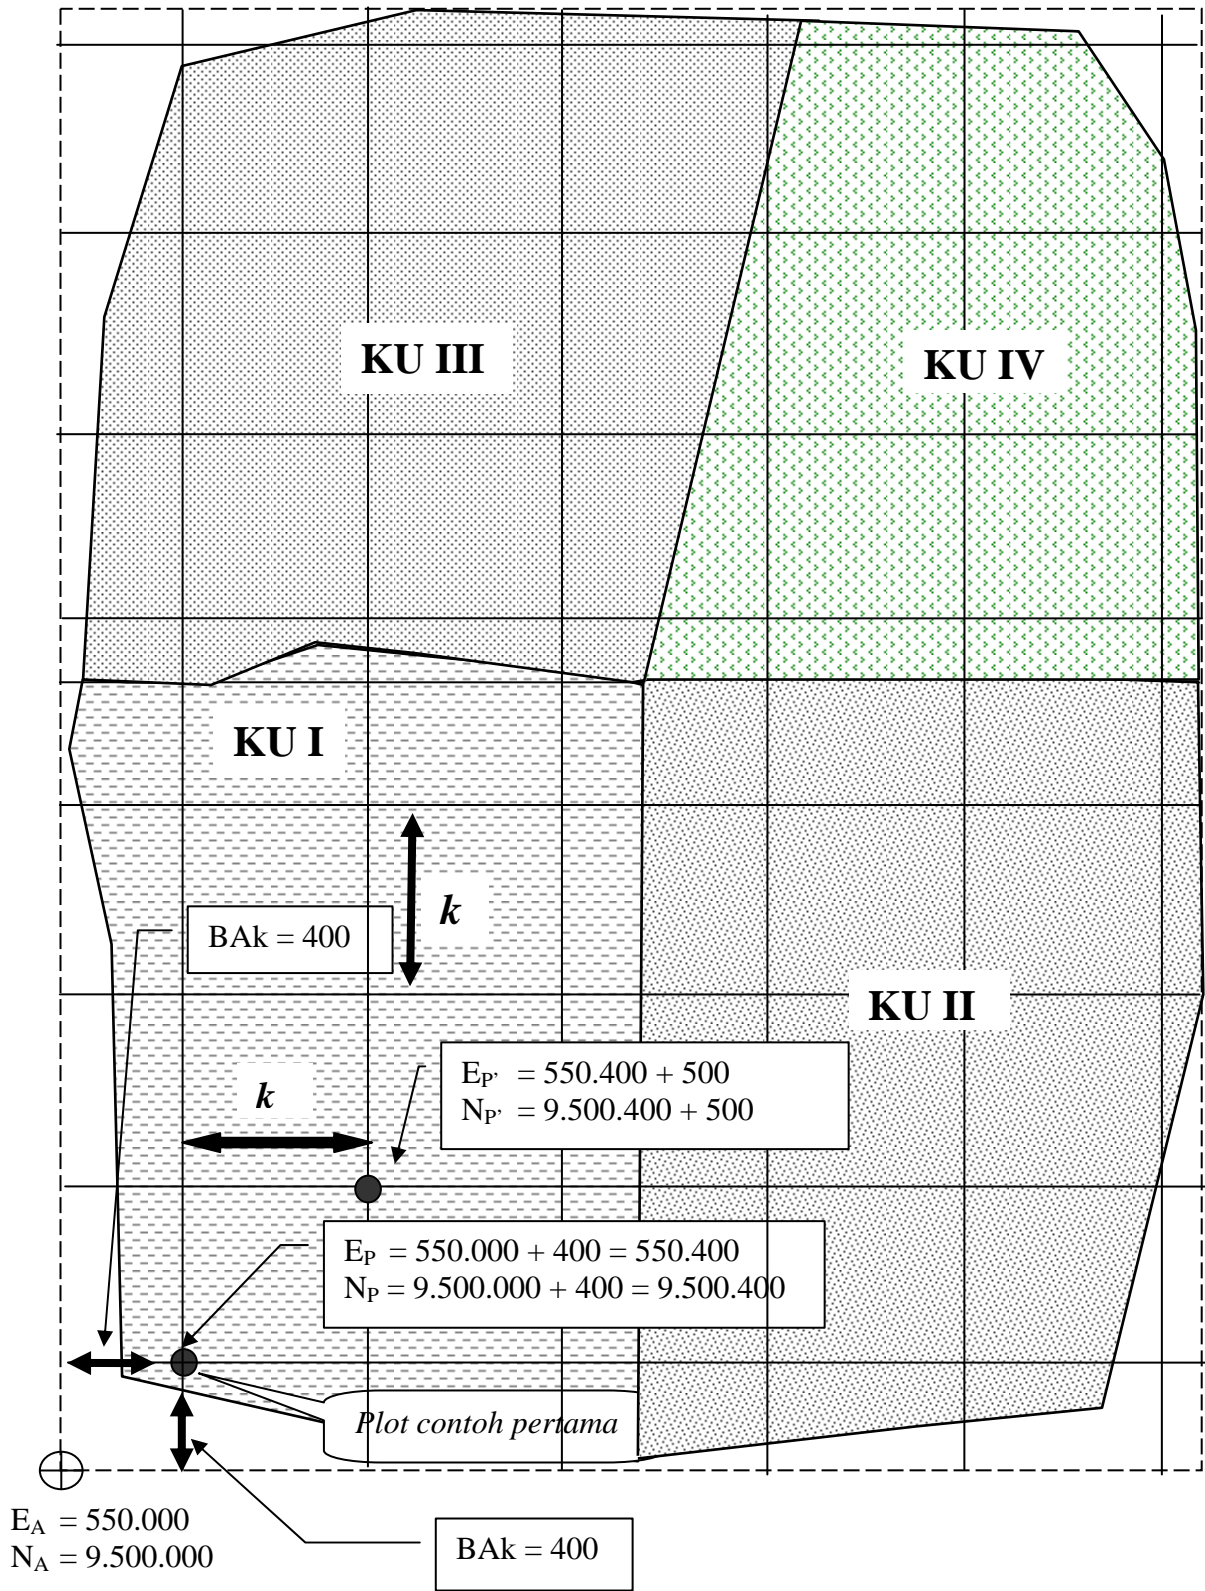 KU III
KU IV
KU I
k
BAk = 400
KU II
E_P' = 550.400 + 500
N_P' = 9.500.400 + 500
k
E_P = 550.000 + 400 = 550.400
N_P = 9.500.000 + 400 = 9.500.400
Plot contoh pertama
E_A = 550.000
N_A = 9.500.000
BAk = 400